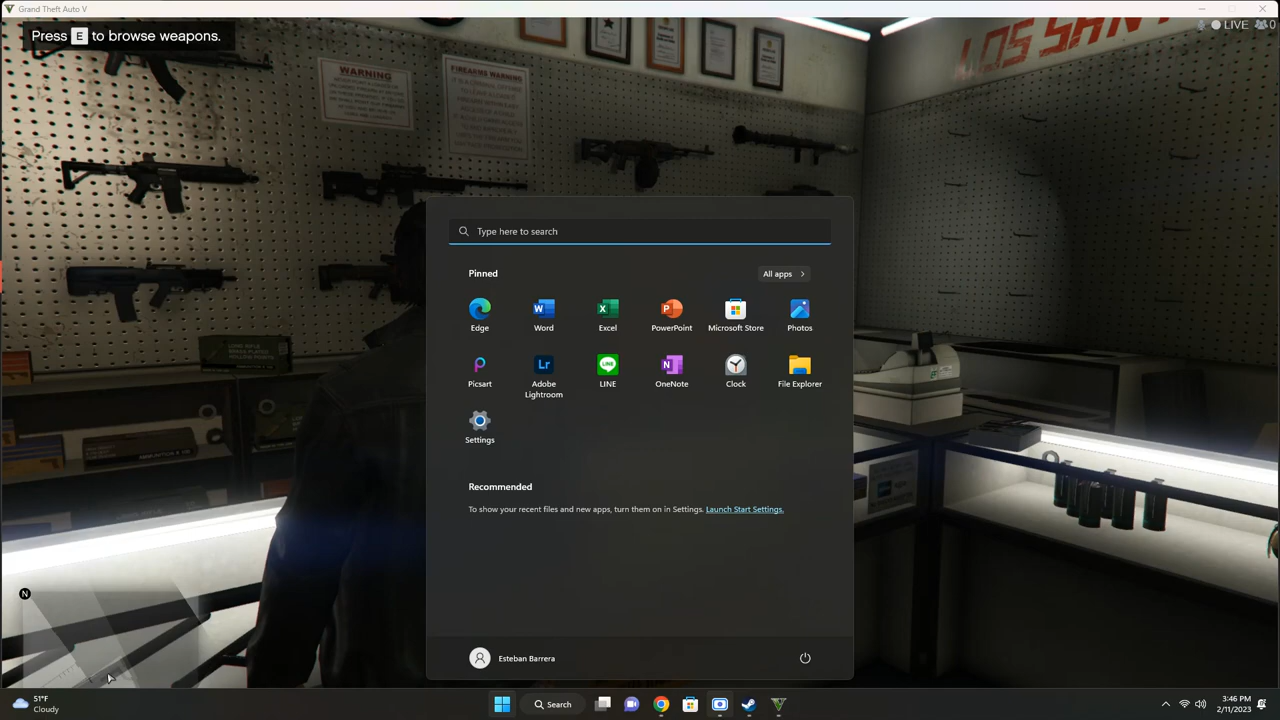 Grand Theft Auto V
Press E to browse weapons.
LIVE 0
LOS SANT
WARNING
FIREARMS WARNING
Type here to search
Pinned
All apps
Edge
Word
Excel
PowerPoint
Microsoft Store
Photos
Picsart
Adobe
Lightroom
LINE
OneNote
Clock
File Explorer
Settings
Recommended
To show your recent files and new apps, turn them on in Settings. Launch Start Settings.
N
Esteban Barrera
51°F
Cloudy
Search
3:46 PM
2/11/2023